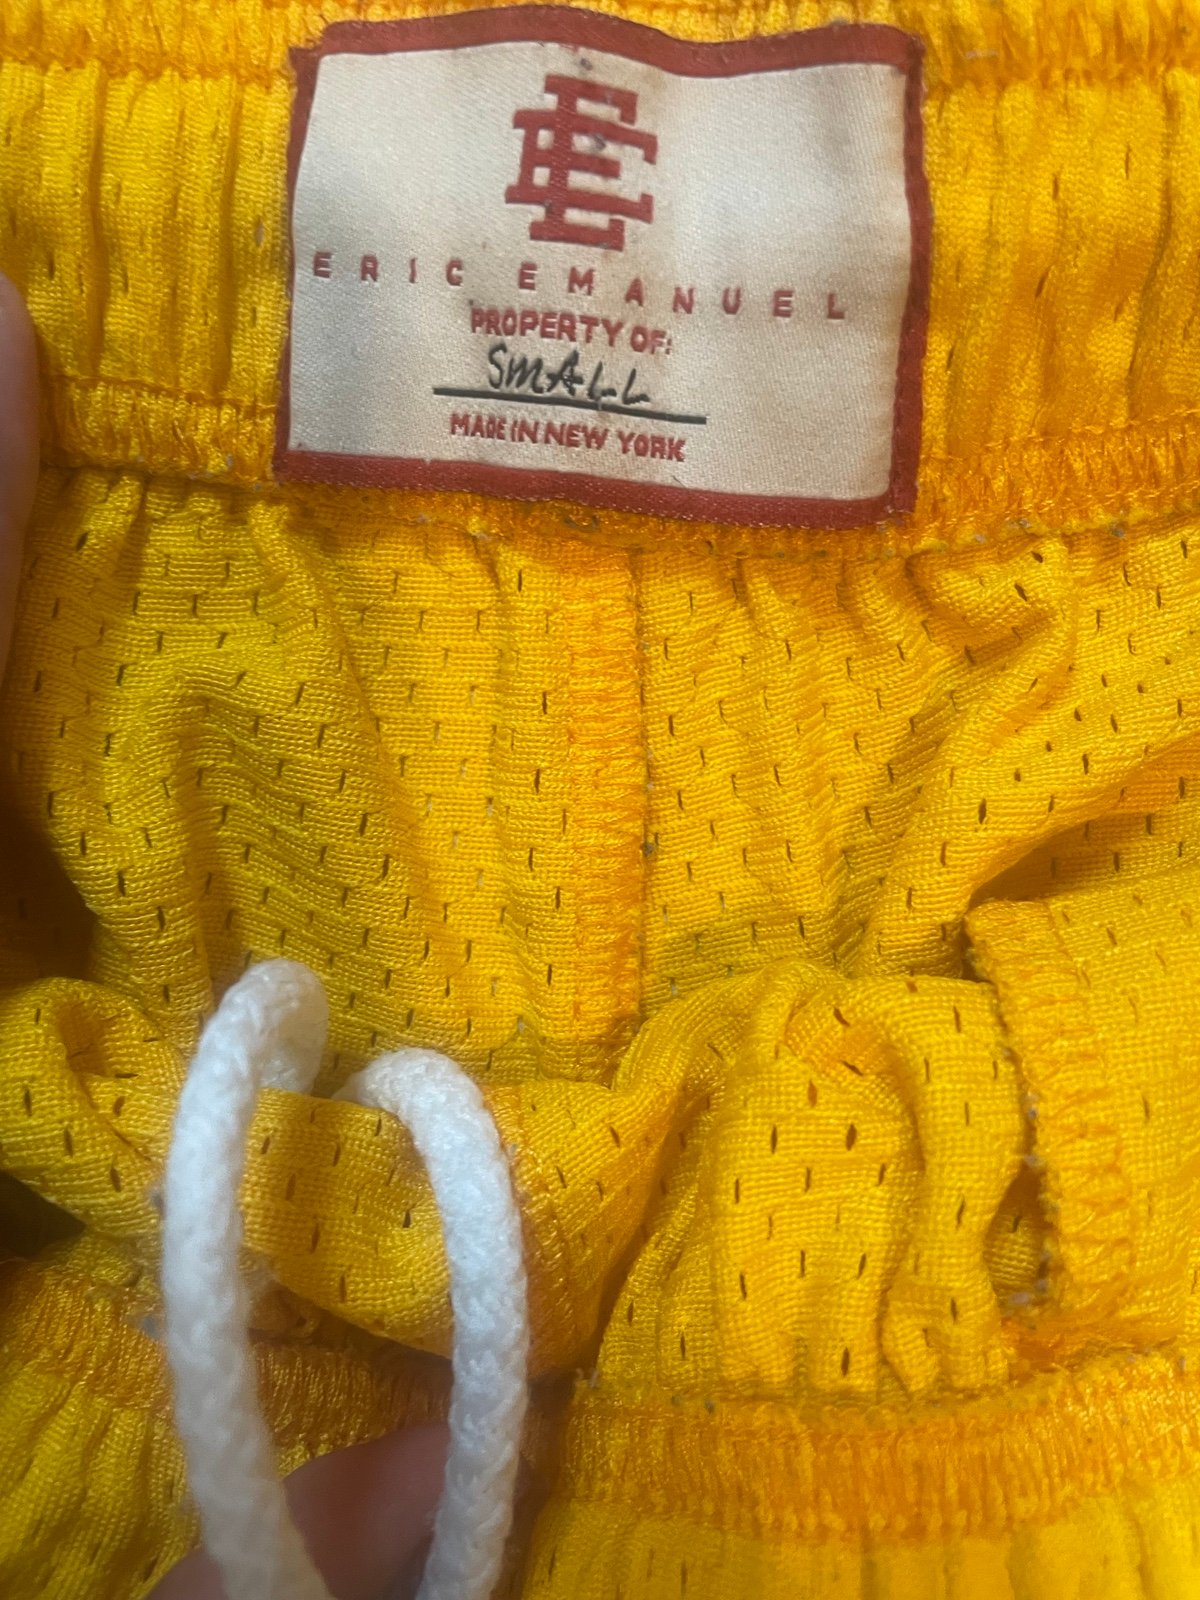 EE
ERIC EMANUEL
PROPERTY OF:
SMALL
MADE IN NEW YORK